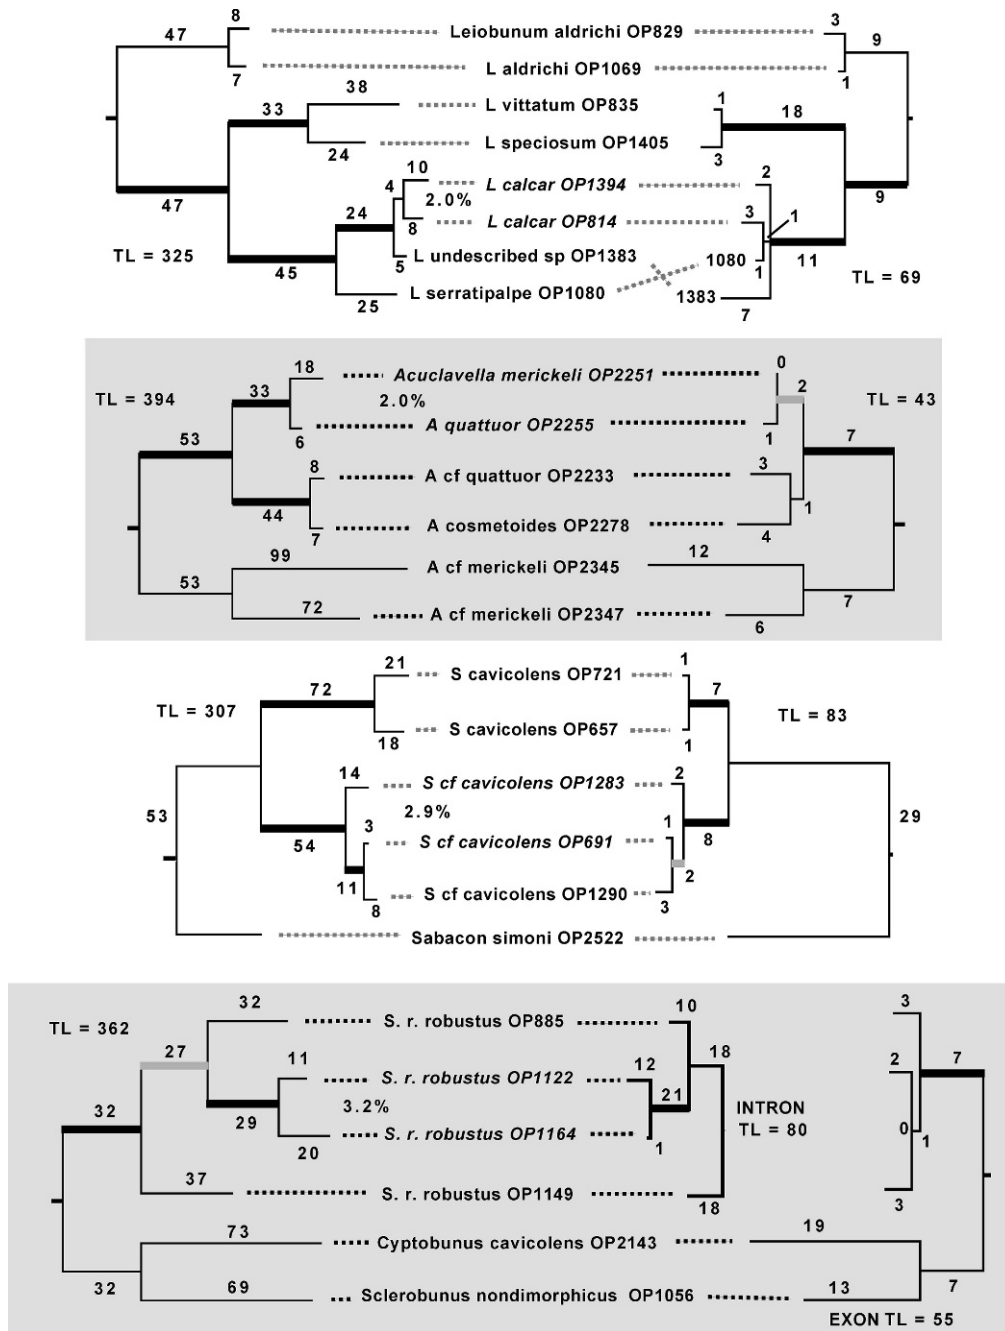 8 3
47 Leiobunum aldrichi OP829 9
L aldrichi OP1069
7 1
38 L vittatum OP835 1
33 18
24 L speciosum OP1405 3
10 L calcar OP1394 2
4 2.0%
24 L calcar OP814 3 1 9
47 8
TL = 325 L undescribed sp OP1383 1080 11 TL = 69
45 5 1
L serratipalpe OP1080 1383
25 7
18 Acuclavella merickeli OP2251 0
TL = 394 33 2.0% 2 TL = 43
53 6 A quattuor OP2255 1 7
8 A cf quattuor OP2233 3
44 1
7 A cosmetoides OP2278 4
99 A cf merickeli OP2345 12
53 7
72 A cf merickeli OP2347 6
21 S cavicolens OP721 1
72 7
TL = 307 TL = 83
18 S cavicolens OP657 1
14 S cf cavicolens OP1283 2
53 2.9% 29
54 3 S cf cavicolens OP691 1 8
11 2
8 S cf cavicolens OP1290 3
Sabacon simoni OP2522
32 S. r. robustus OP885 10 3
TL = 362
27 11 S. r. robustus OP1122 12 18 2 7
32 3.2% 21 INTRON
29 TL = 80
20 S. r. robustus OP1164 1 0 1
37 S. r. robustus OP1149 18 3
73 Cyptobunus cavicolens OP2143 19
32 69 Sclerobunus nondimorphicus OP1056 13 7
EXON TL = 55